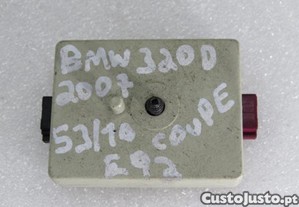 BMW 320D
2007
52/10 COUPE
E92
CustoJusto.pt